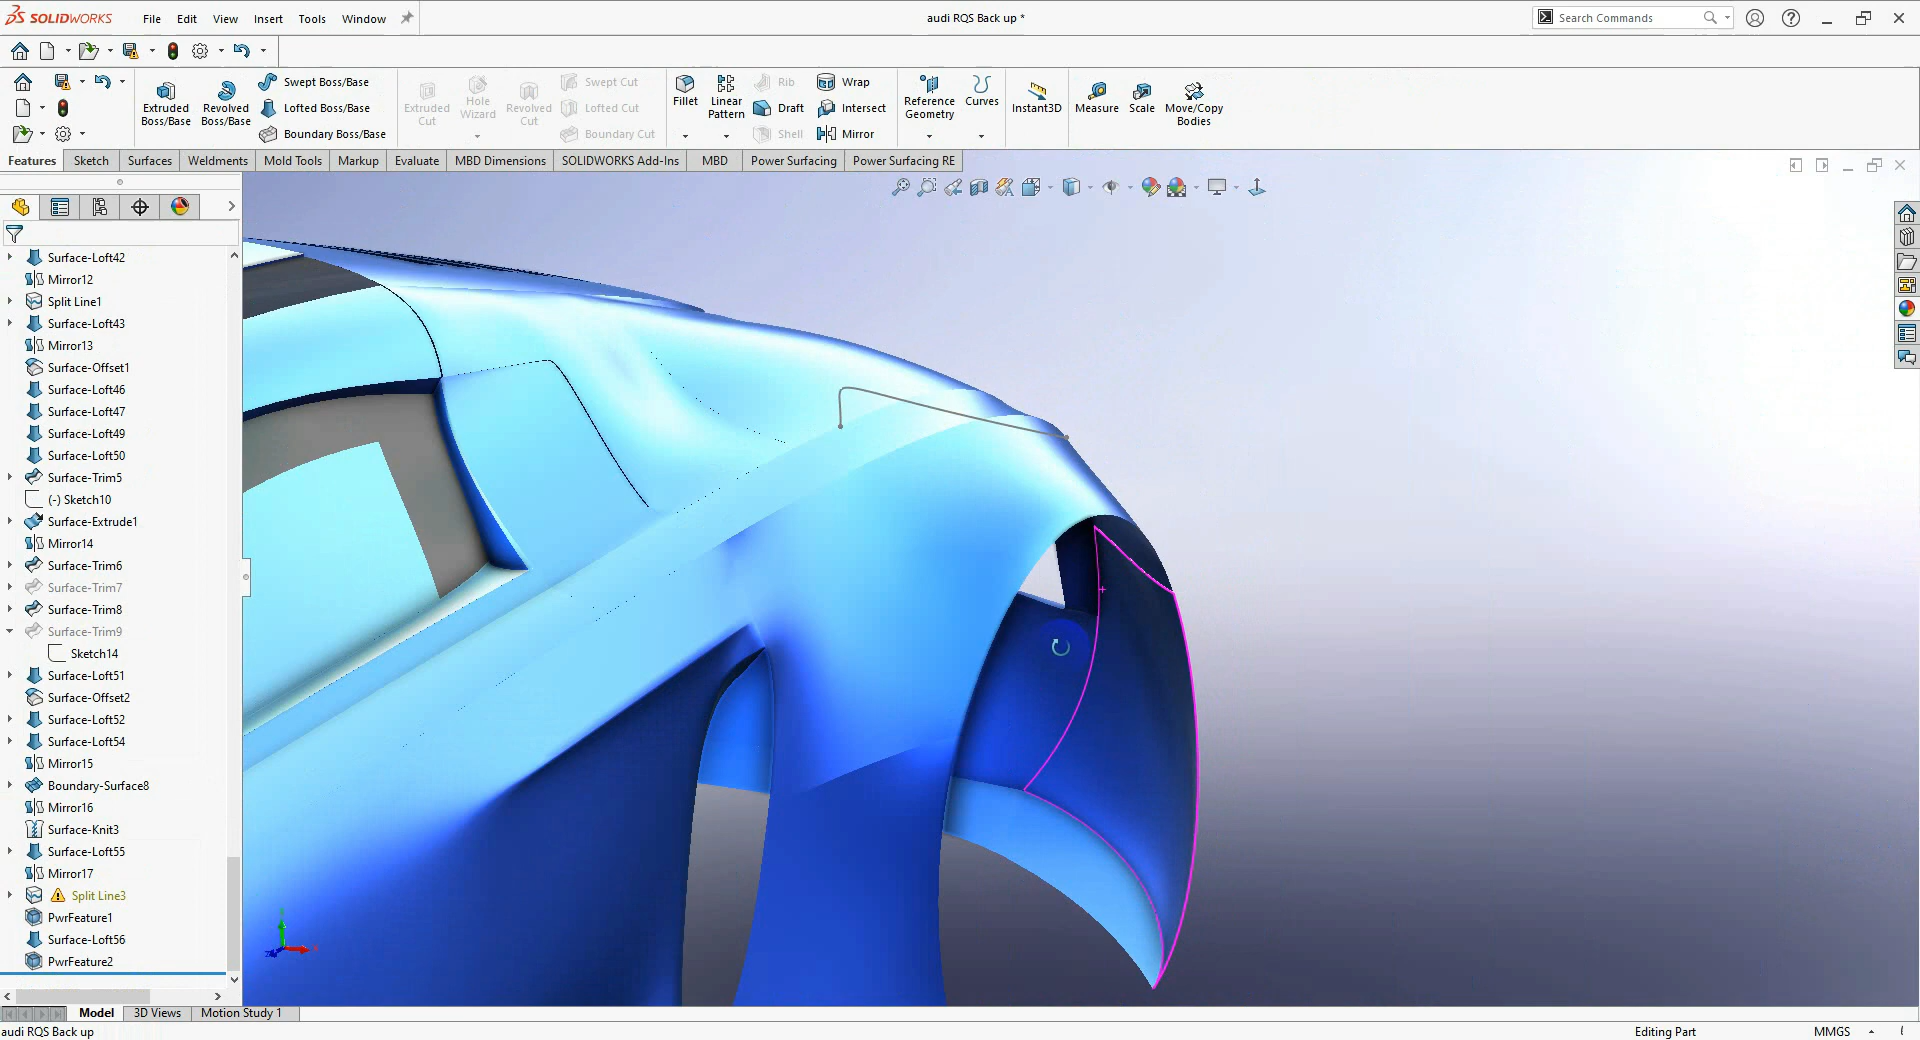 SOLIDWORKS File Edit View Insert Tools Window audi RQS Back up * Search Commands
Extruded Boss/Base
Revolved Boss/Base
Swept Boss/Base
Lofted Boss/Base
Boundary Boss/Base
Extruded Cut
Hole Wizard
Revolved Cut
Swept Cut
Lofted Cut
Boundary Cut
Fillet
Linear Pattern
Rib
Draft
Shell
Wrap
Intersect
Mirror
Reference Geometry
Curves
Instant3D
Measure
Scale
Move/Copy Bodies
Features Sketch Surfaces Weldments Mold Tools Markup Evaluate MBD Dimensions SOLIDWORKS Add-Ins MBD Power Surfacing Power Surfacing RE
Surface-Loft42
Mirror12
Split Line1
Surface-Loft43
Mirror13
Surface-Offset1
Surface-Loft46
Surface-Loft47
Surface-Loft49
Surface-Loft50
Surface-Trim5
(-) Sketch10
Surface-Extrude1
Mirror14
Surface-Trim6
Surface-Trim7
Surface-Trim8
Surface-Trim9
Sketch14
Surface-Loft51
Surface-Offset2
Surface-Loft52
Surface-Loft54
Mirror15
Boundary-Surface8
Mirror16
Surface-Knit3
Surface-Loft55
Mirror17
Split Line3
PwrFeature1
Surface-Loft56
PwrFeature2
Model 3D Views Motion Study 1
audi RQS Back up Editing Part MMGS